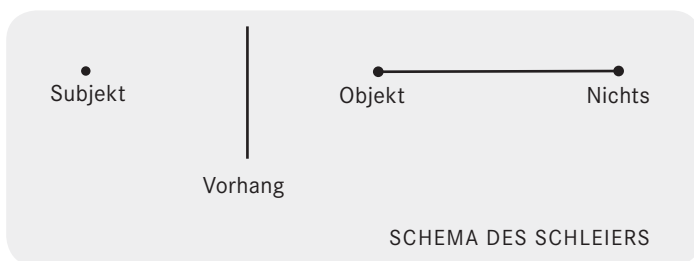 Subjekt
Objekt
Nichts
Vorhang
SCHEMA DES SCHLEIERS